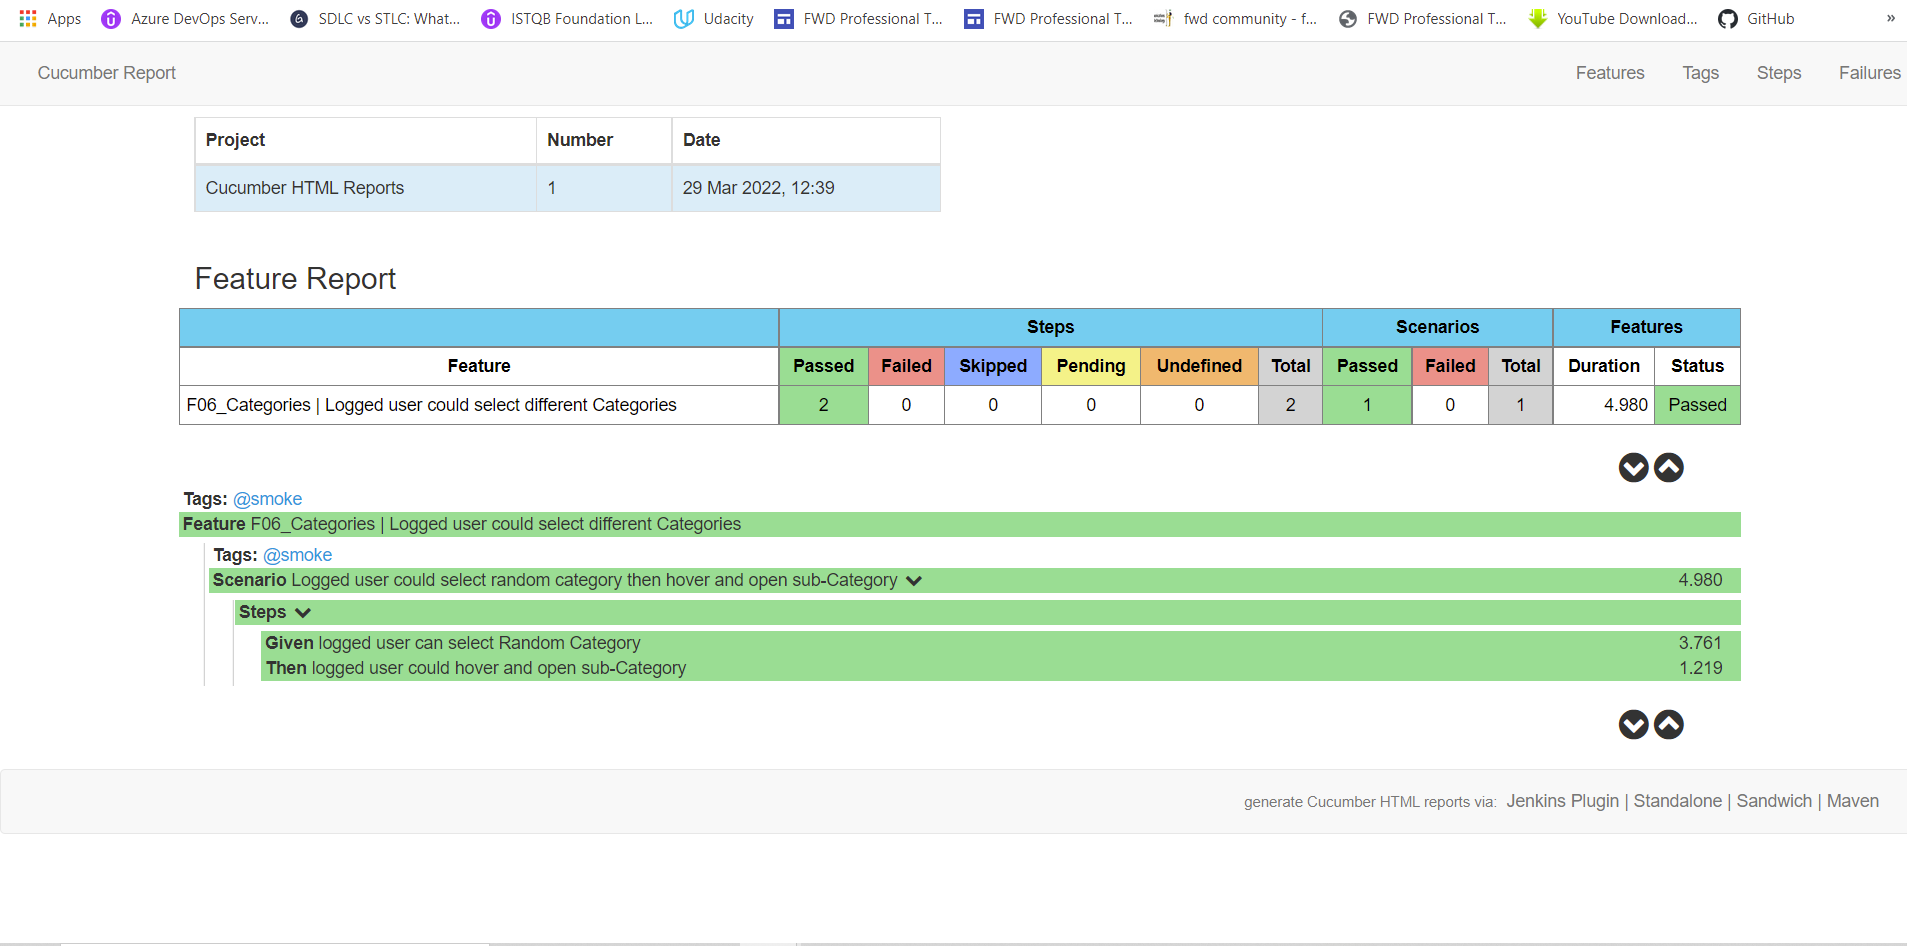 Apps Azure DevOps Serv... SDLC vs STLC: What... ISTQB Foundation L... Udacity FWD Professional T... FWD Professional T... fwd community - f... FWD Professional T... YouTube Download... GitHub »
Cucumber Report Features Tags Steps Failures
Project Number Date
Cucumber HTML Reports 1 29 Mar 2022, 12:39
Feature Report
Steps Scenarios Features
Feature Passed Failed Skipped Pending Undefined Total Passed Failed Total Duration Status
F06_Categories | Logged user could select different Categories 2 0 0 0 0 2 1 0 1 4.980 Passed
Tags: @smoke
Feature F06_Categories | Logged user could select different Categories
Tags: @smoke
Scenario Logged user could select random category then hover and open sub-Category 4.980
Steps
Given logged user can select Random Category 3.761
Then logged user could hover and open sub-Category 1.219
generate Cucumber HTML reports via: Jenkins Plugin | Standalone | Sandwich | Maven